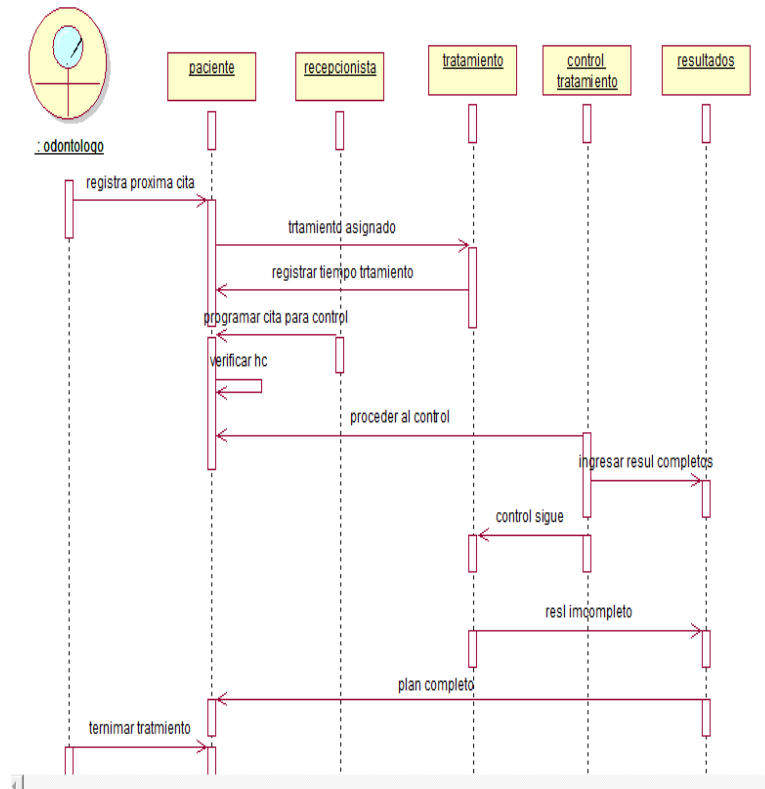 paciente
recepcionista
tratamiento
control
tratamiento
resultados
: odontologo
registra proxima cita
trtamientd asignado
registrar tiempo trtamiento
programar cita para control
verificar hc
proceder al control
ingresar resul completos
control sigue
resl imcompleto
plan completo
ternimar tratmiento